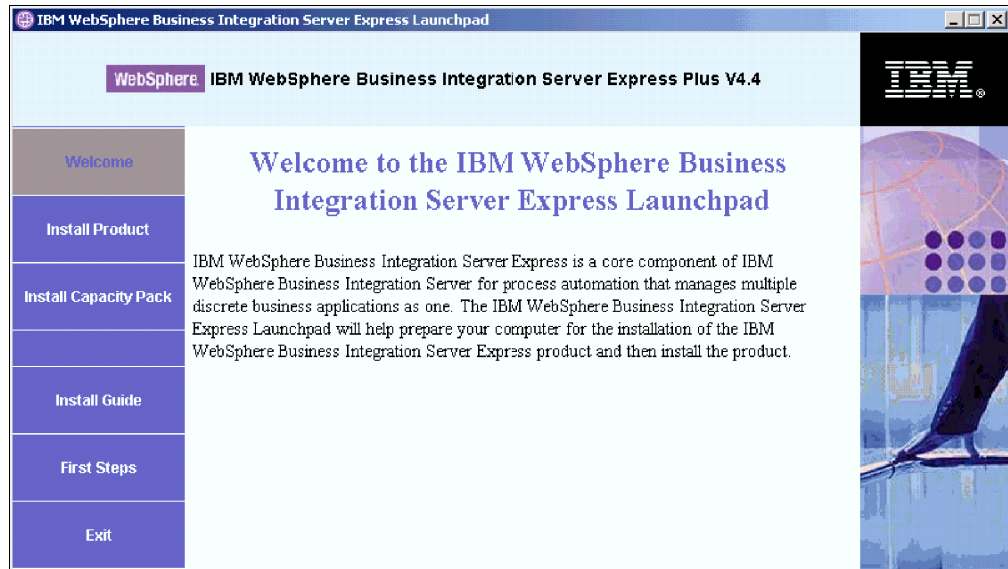 IBM WebSphere Business Integration Server Express Launchpad
WebSphere. IBM WebSphere Business Integration Server Express Plus V4.4
IBM®
Welcome
Install Product
Install Capacity Pack
Install Guide
First Steps
Exit
Welcome to the IBM WebSphere Business
Integration Server Express Launchpad
IBM WebSphere Business Integration Server Express is a core component of IBM
WebSphere Business Integration Server for process automation that manages multiple
discrete business applications as one. The IBM WebSphere Business Integration Server
Express Launchpad will help prepare your computer for the installation of the IBM
WebSphere Business Integration Server Express product and then install the product.